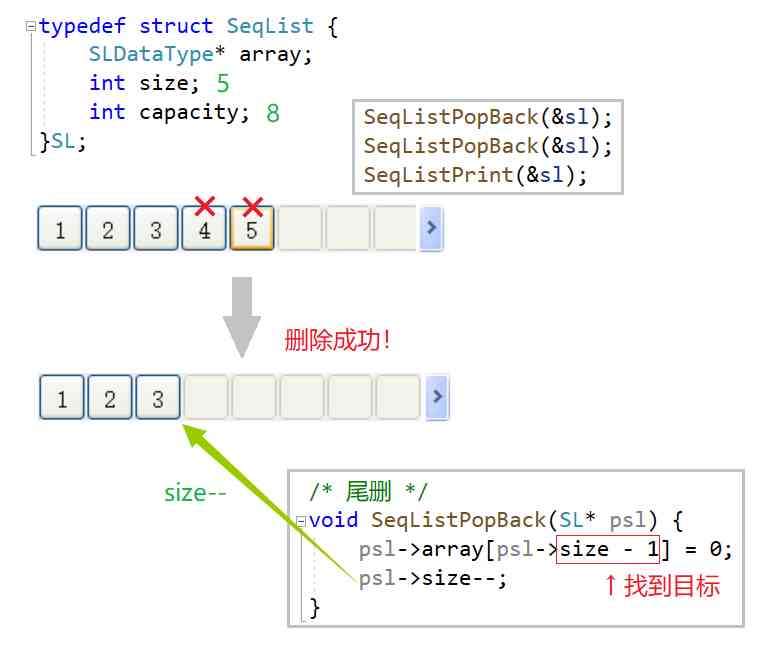 typedef struct SeqList {
SLDataType* array;
int size; 5
int capacity; 8
}SL;
SeqListPopBack(&sl);
SeqListPopBack(&sl);
SeqListPrint(&sl);
1 2 3 4 5
删除成功!
1 2 3
size--
/* 尾删 */
void SeqListPopBack(SL* psl) {
psl->array[psl->size - 1] = 0;
psl->size--;
↑找到目标
}